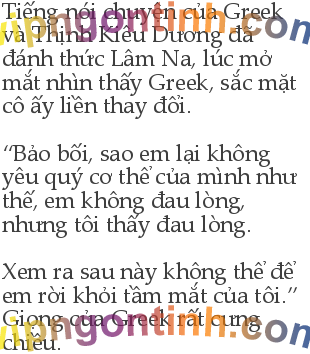 Tiếng nói chuyện của Greek
và Thịnh Kiều Dương đã
đánh thức Lâm Na, lúc mở
mắt nhìn thấy Greek, sắc mặt
cô ấy liền thay đổi.
“Bảo bối, sao em lại không
yêu quý cơ thể của mình như
thế, em không đau lòng,
nhưng tôi thấy đau lòng.
Xem ra sau này không thể để
em rời khỏi tầm mắt của tôi.”
Giọng của Greek rất cưng
chiều.
vipngontinh.com
vipngontinh.com